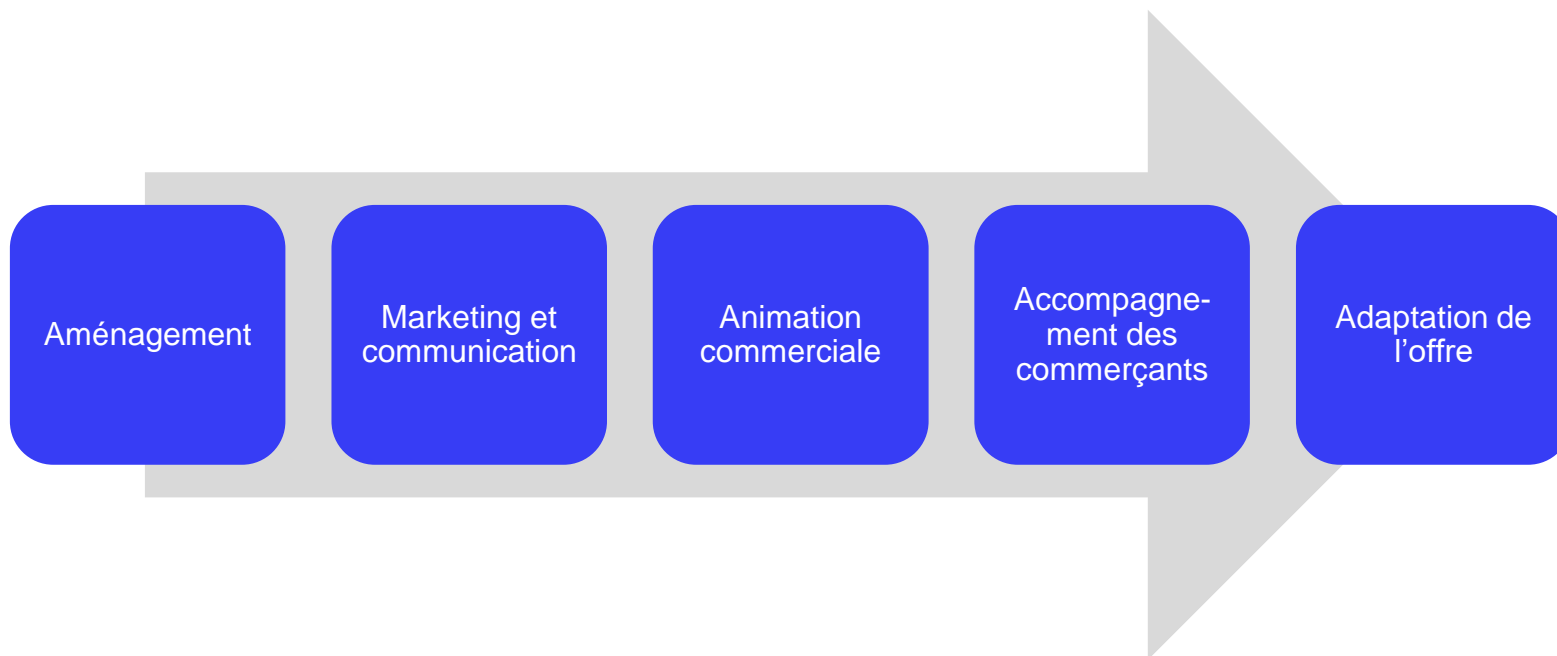 Aménagement
Marketing et
communication
Animation
commerciale
Accompagne-
ment des
commerçants
Adaptation de
l’offre